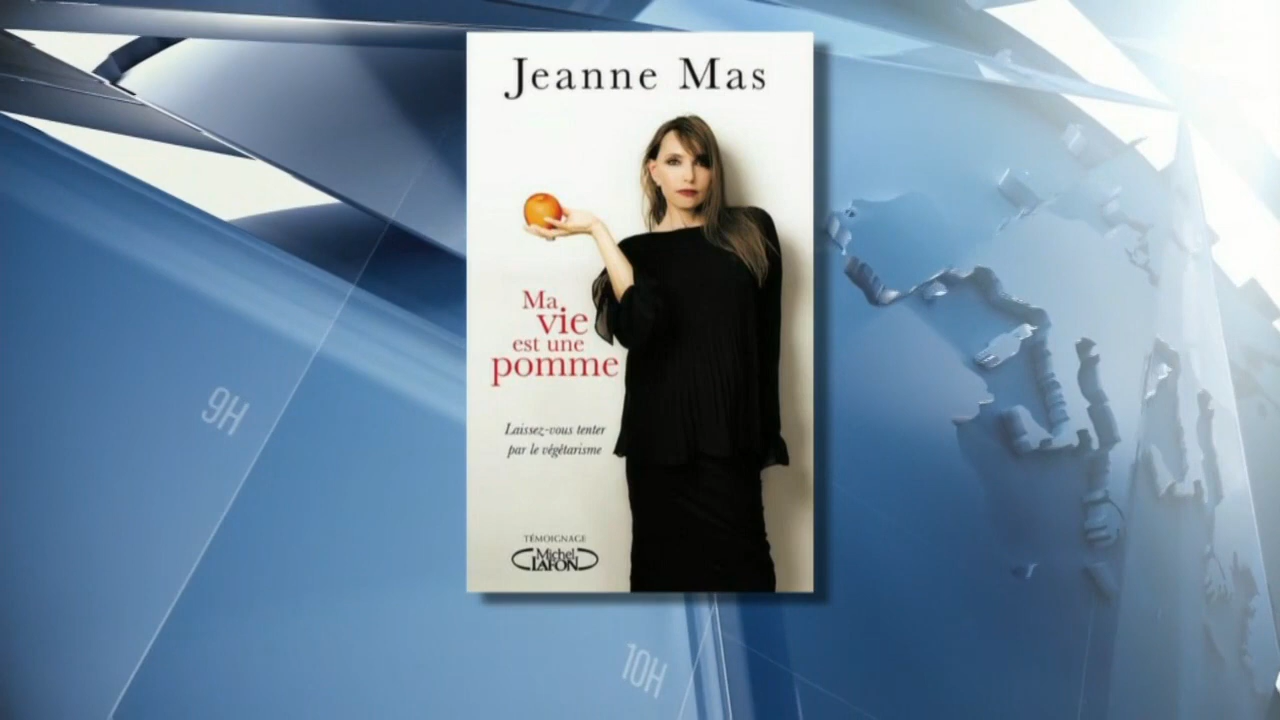 Jeanne Mas
Ma
vie
est une
pomme
Laissez-vous tenter
par le végétarisme
TÉMOIGNAGE
Michel
LAFON
9H
10H